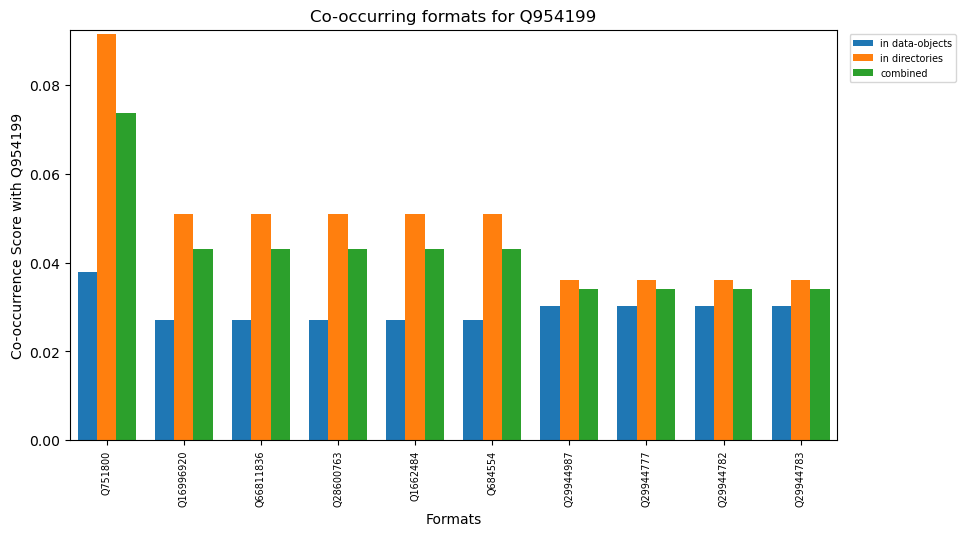 Co-occurring formats for Q954199
in data-objects
in directories
combined
Co-occurrence Score with Q954199
0.08
0.06
0.04
0.02
0.00
Q751800
Q16996920
Q66811836
Q28600763
Q1662484
Q684554
Q29944987
Q29944777
Q29944782
Q29944783
Formats